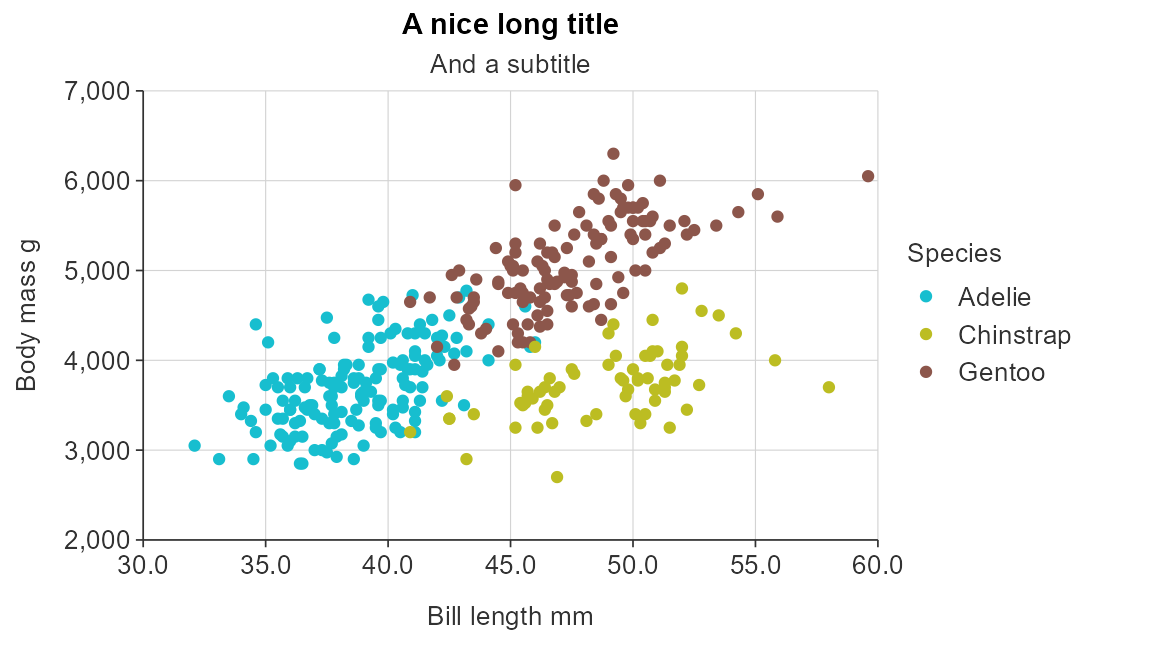 A nice long title
And a subtitle
7,000
6,000
5,000
4,000
3,000
2,000
Body mass g
30.0 35.0 40.0 45.0 50.0 55.0 60.0
Bill length mm
Species
Adelie
Chinstrap
Gentoo